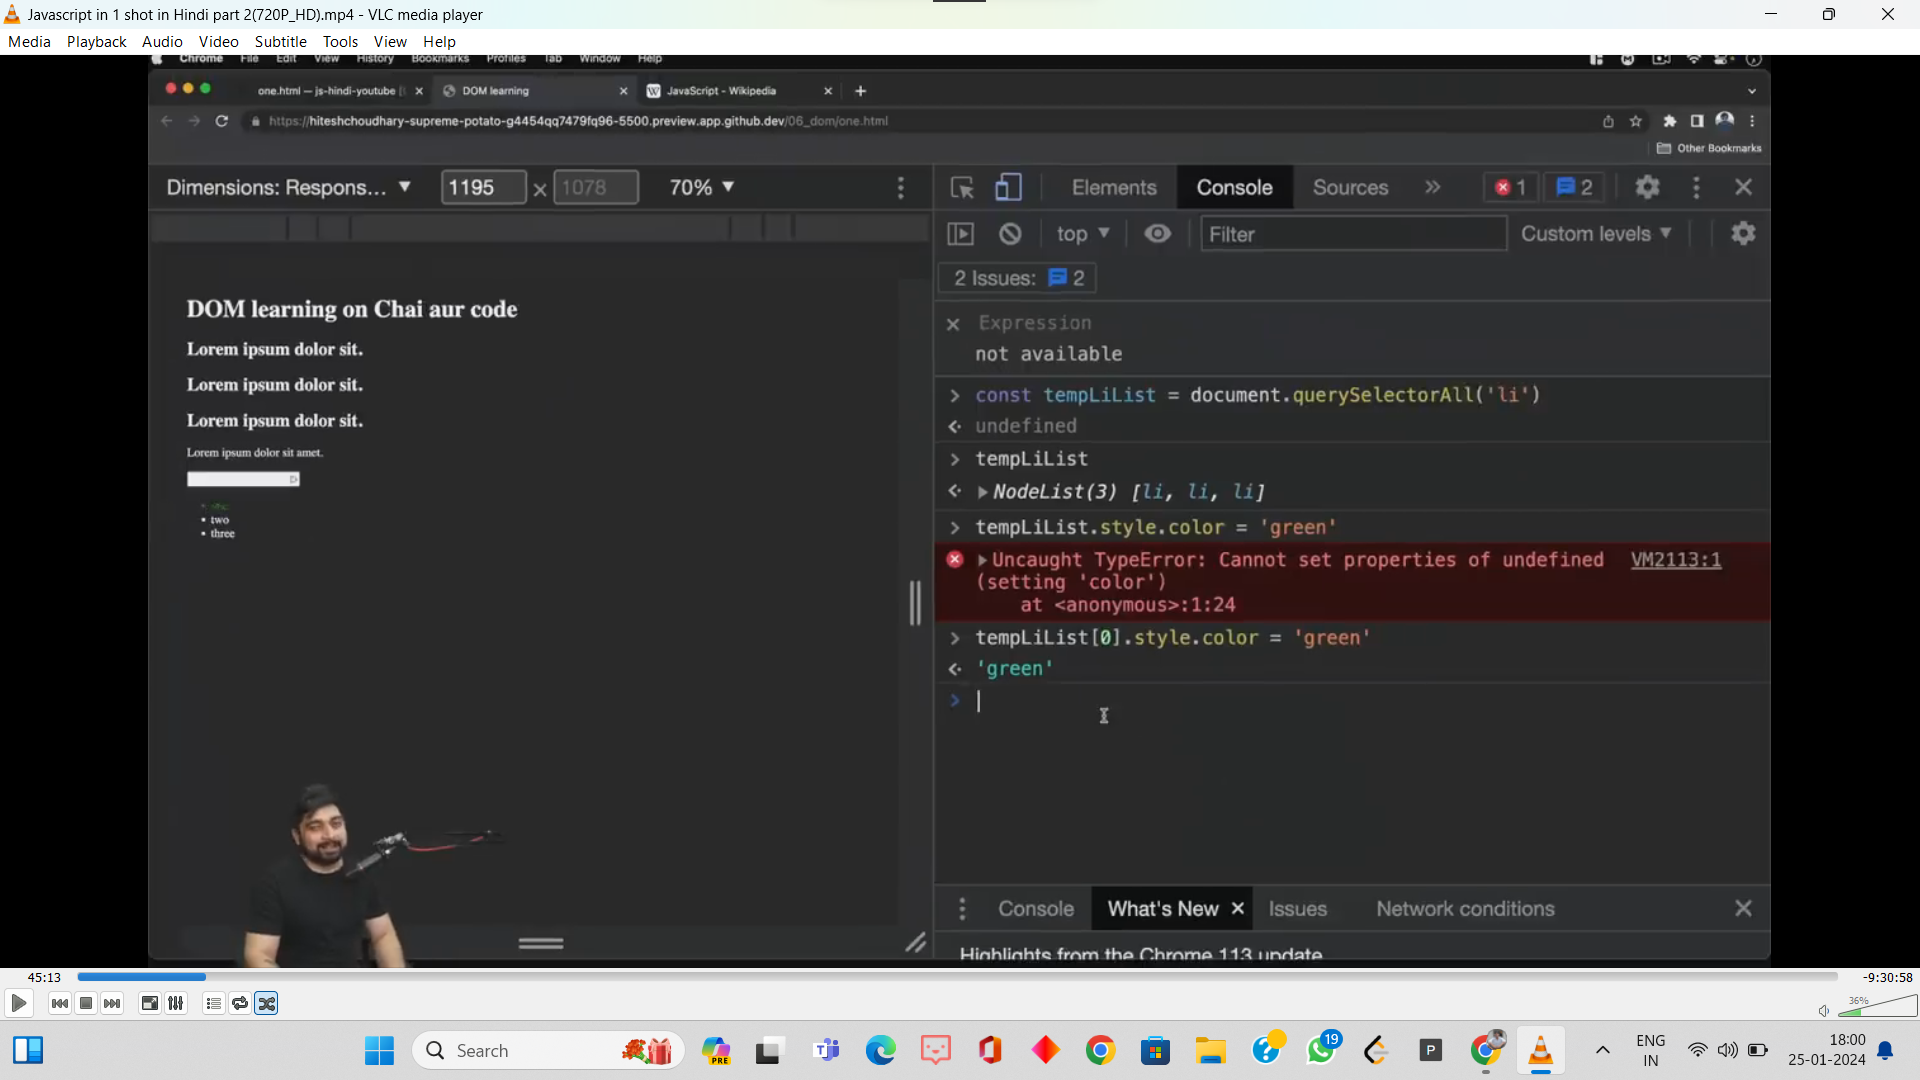 Javascript in 1 shot in Hindi part 2(720P_HD).mp4 - VLC media player
Media Playback Audio Video Subtitle Tools View Help
Chrome File Edit View History Bookmarks Profiles Tab Window Help
one.html — js-hindi-youtube
DOM learning
JavaScript - Wikipedia
https://hiteshchoudhary-supreme-potato-g4454qq7479fq96-5500.preview.app.github.dev/06_dom/one.html
Other Bookmarks
Dimensions: Respons... 1195 × 1078 70%
Elements Console Sources » 1 2
top Filter Custom levels
2 Issues: 2
Expression
not available
const tempLiList = document.querySelectorAll('li')
undefined
tempLiList
NodeList(3) [li, li, li]
tempLiList.style.color = 'green'
Uncaught TypeError: Cannot set properties of undefined VM2113:1
(setting 'color')
at <anonymous>:1:24
tempLiList[0].style.color = 'green'
'green'
DOM learning on Chai aur code
Lorem ipsum dolor sit.
Lorem ipsum dolor sit.
Lorem ipsum dolor sit.
Lorem ipsum dolor sit amet.
• two
• three
Console What's New Issues Network conditions
Highlights from the Chrome 113 update
45:13 -9:30:58
36%
Search
PRE
19
P
ENG
IN
18:00
25-01-2024